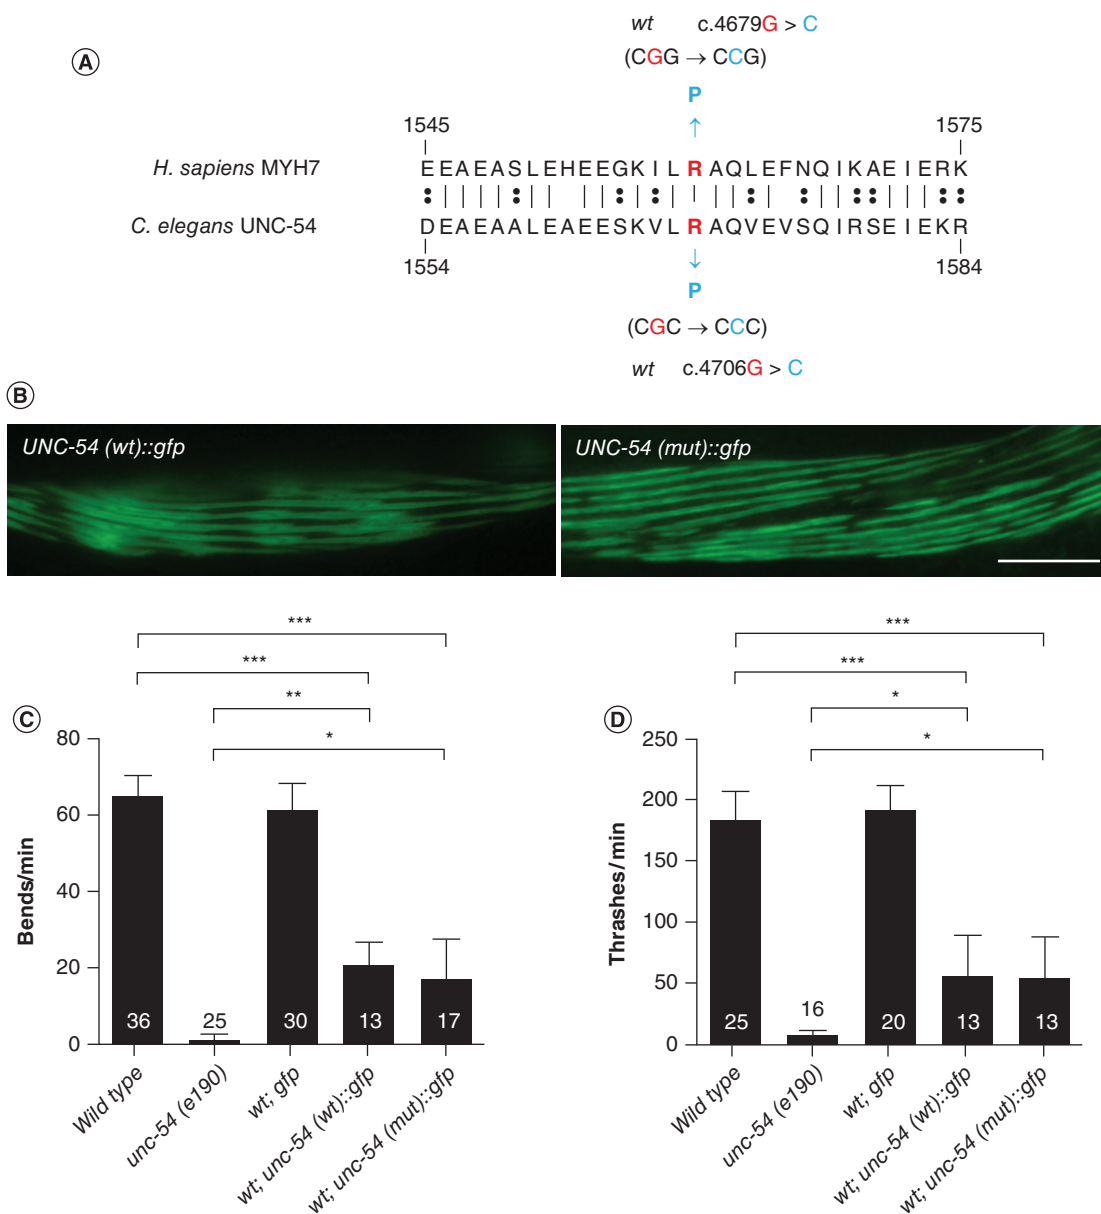 A
wt c.4679G > C
(CGG → CCG)
P
↑
1545 1575
H. sapiens MYH7 EEAEASLEHEEGKILRAQLEFNQIKAEIERK
C. elegans UNC-54 DEAEAALEAEESKVLRAQVEVSQIRSEIEKR
1554 1584
↓
P
(CGC → CCC)
wt c.4706G > C
B
UNC-54 (wt)::gfp
UNC-54 (mut)::gfp
C
***
***
**
*
Bends/min
80
60
40
20
0
36
25
30
13
17
Wild type
unc-54 (e190)
wt; gfp
wt; unc-54 (wt)::gfp
wt; unc-54 (mut)::gfp
D
***
***
*
*
Thrashes/min
250
200
150
100
50
0
25
16
20
13
13
Wild type
unc-54 (e190)
wt; gfp
wt; unc-54 (wt)::gfp
wt; unc-54 (mut)::gfp